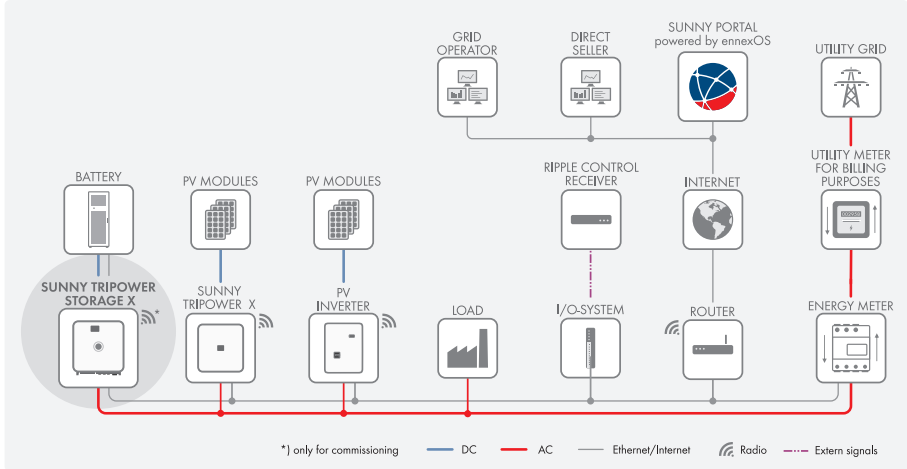 GRID
OPERATOR
DIRECT
SELLER
SUNNY PORTAL
powered by ennexOS
UTILITY GRID
BATTERY
PV MODULES
PV MODULES
RIPPLE CONTROL
RECEIVER
INTERNET
UTILITY METER
FOR BILLING
PURPOSES
SUNNY TRIPOWER
STORAGE X
*
SUNNY
TRIPOWER X
PV
INVERTER
LOAD
I/O-SYSTEM
ROUTER
ENERGY METER
*) only for commissioning
DC
AC
Ethernet/Internet
Radio
Extern signals